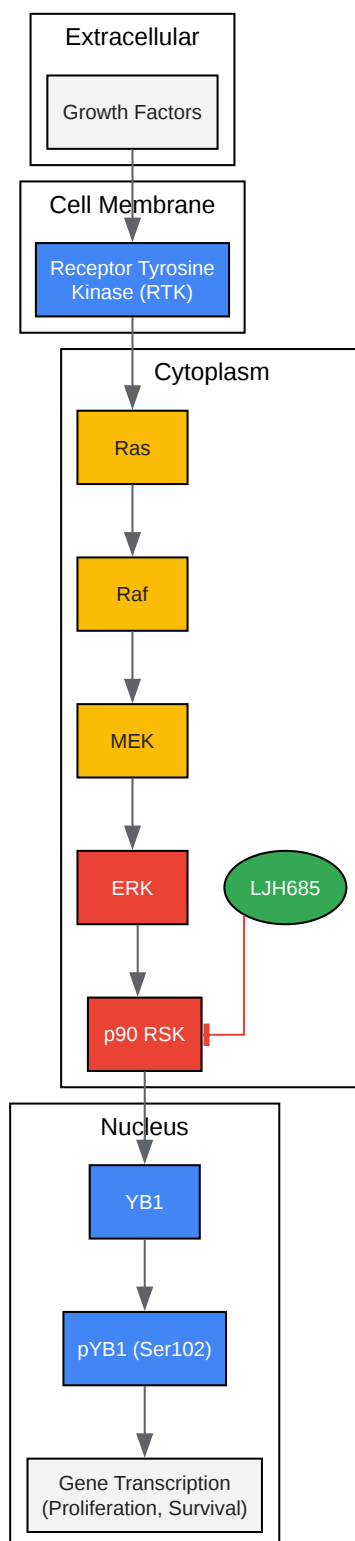 Extracellular
Growth Factors
Cell Membrane
Receptor Tyrosine
Kinase (RTK)
Cytoplasm
Ras
Raf
MEK
ERK
LJH685
p90 RSK
Nucleus
YB1
pYB1 (Ser102)
Gene Transcription
(Proliferation, Survival)